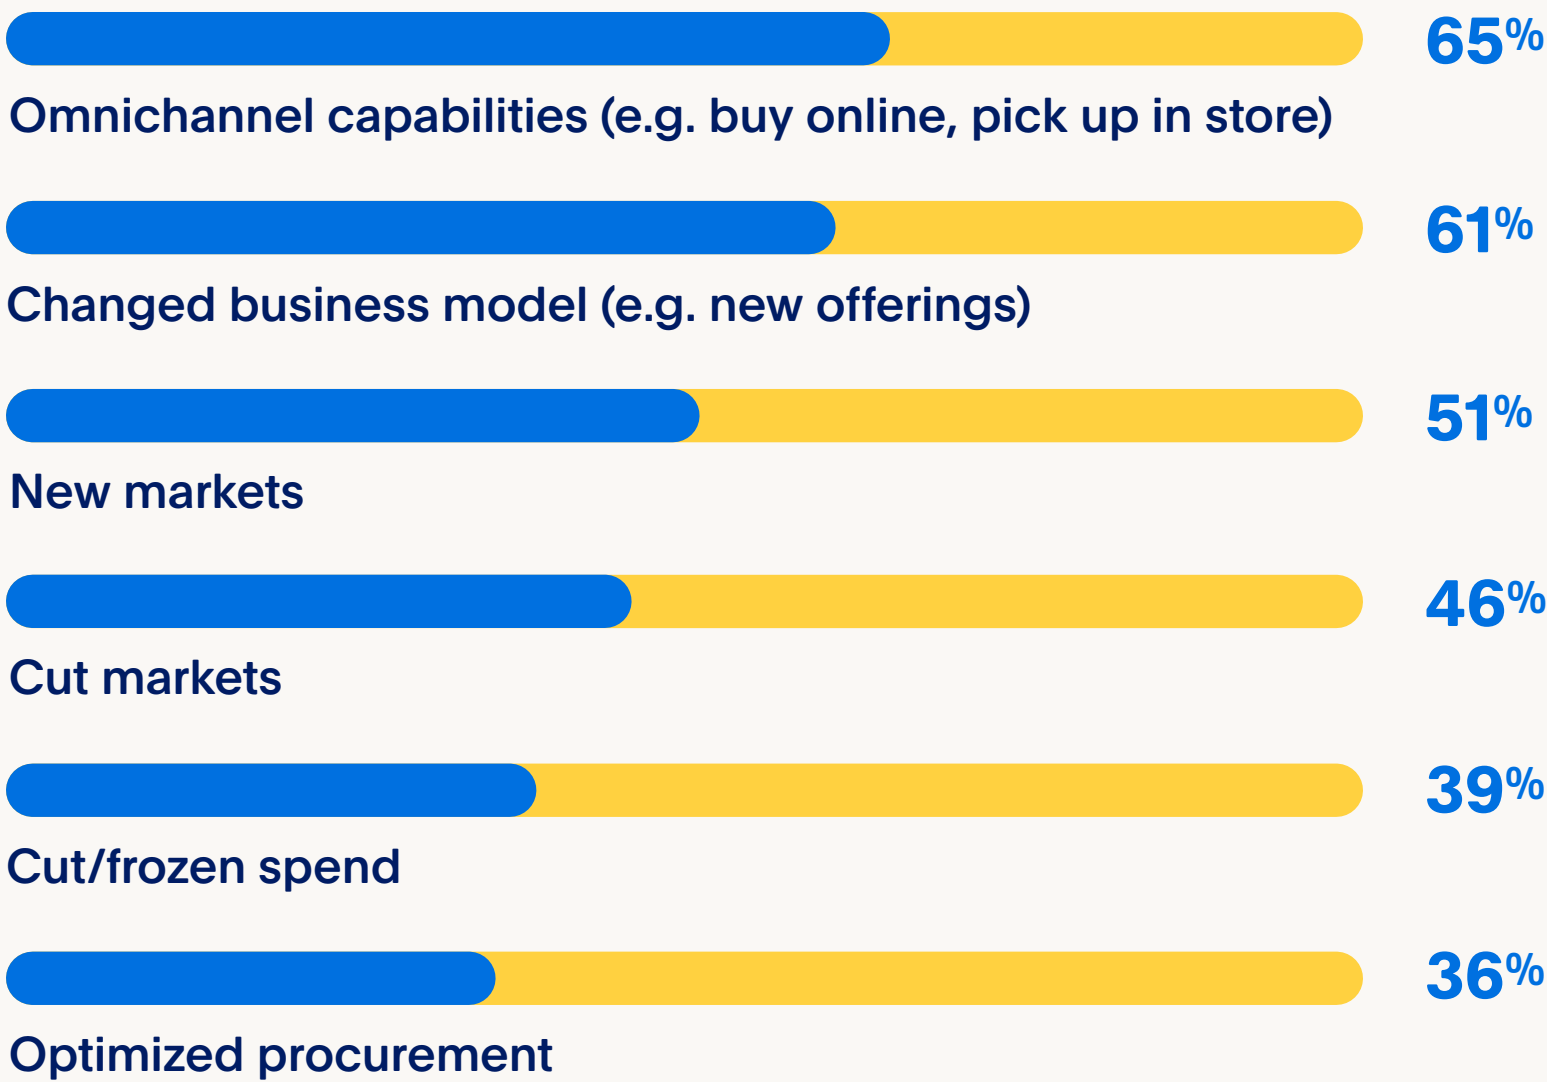 65%
Omnichannel capabilities (e.g. buy online, pick up in store)
61%
Changed business model (e.g. new offerings)
51%
New markets
46%
Cut markets
39%
Cut/frozen spend
36%
Optimized procurement